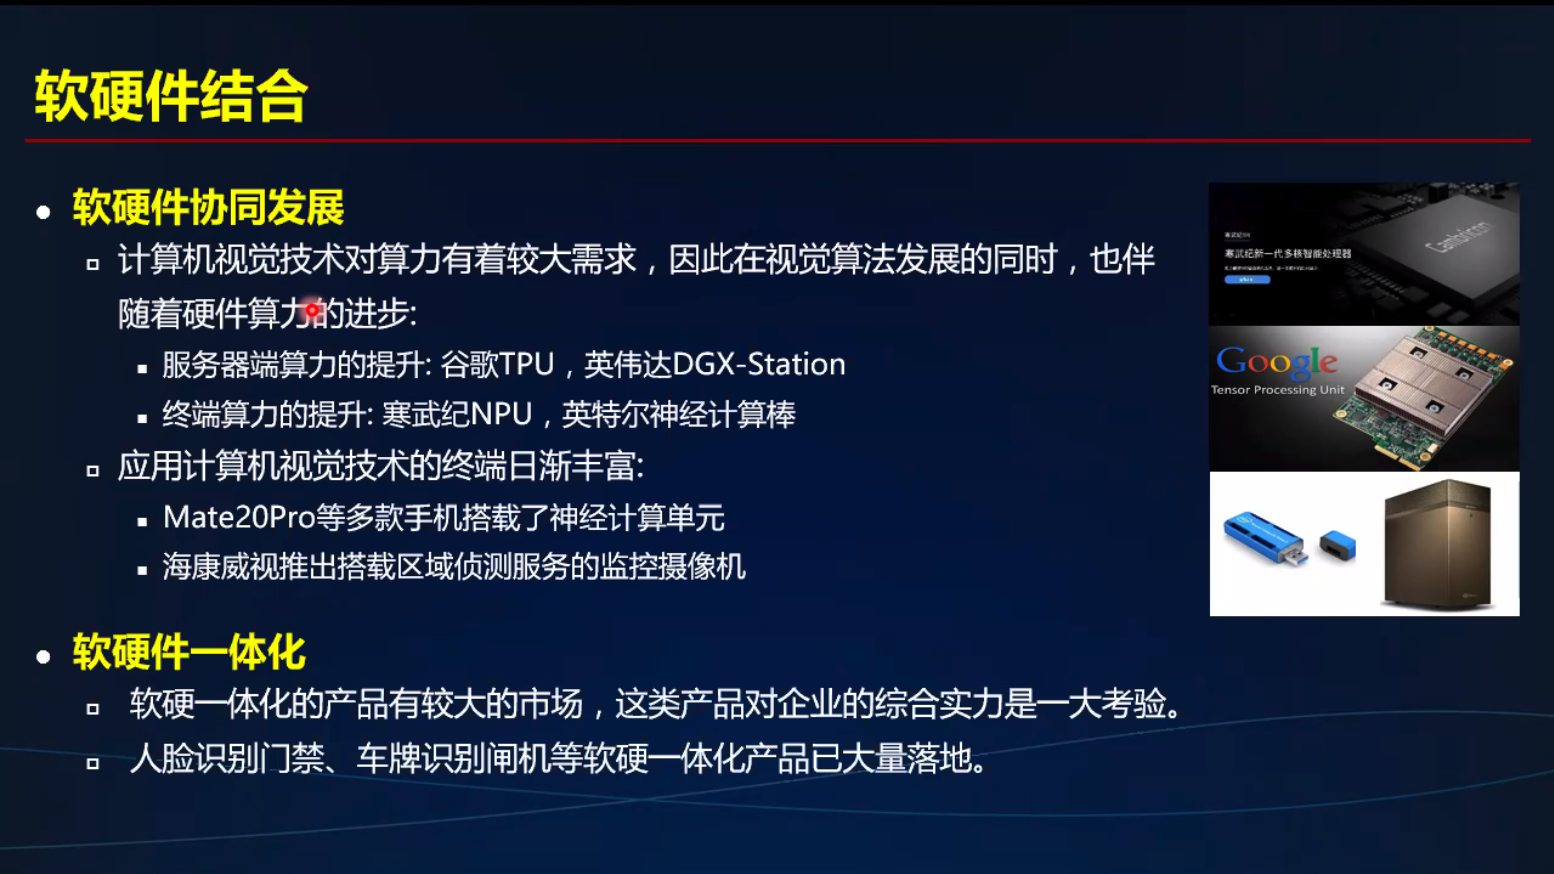 软硬件结合
软硬件协同发展
计算机视觉技术对算力有着较大需求，因此在视觉算法发展的同时，也伴
随着硬件算力的进步:
服务器端算力的提升: 谷歌TPU，英伟达DGX-Station
终端算力的提升: 寒武纪NPU，英特尔神经计算棒
应用计算机视觉技术的终端日渐丰富:
Mate20Pro等多款手机搭载了神经计算单元
海康威视推出搭载区域侦测服务的监控摄像机
软硬件一体化
软硬一体化的产品有较大的市场，这类产品对企业的综合实力是一大考验。
人脸识别门禁、车牌识别闸机等软硬一体化产品已大量落地。
寒武纪新一代多核智能处理器
Cambricon
Google
Tensor Processing Unit